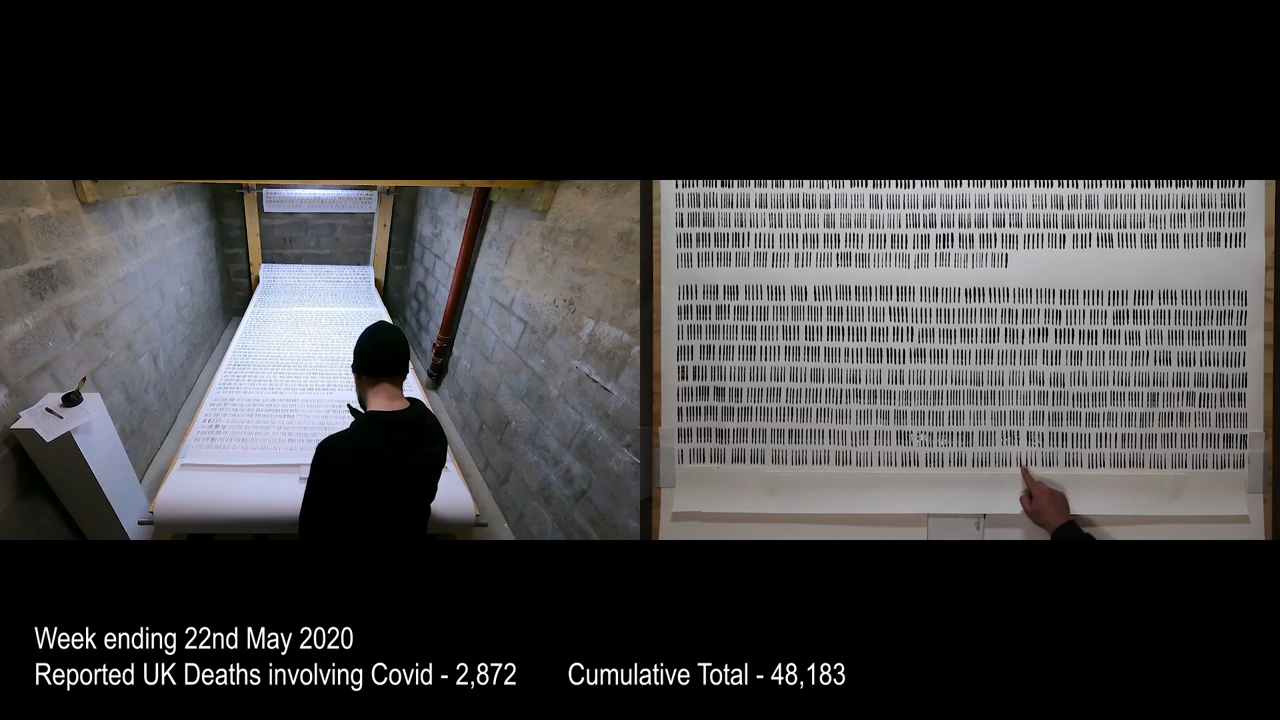 Week ending 22nd May 2020
Reported UK Deaths involving Covid - 2,872 Cumulative Total - 48,183